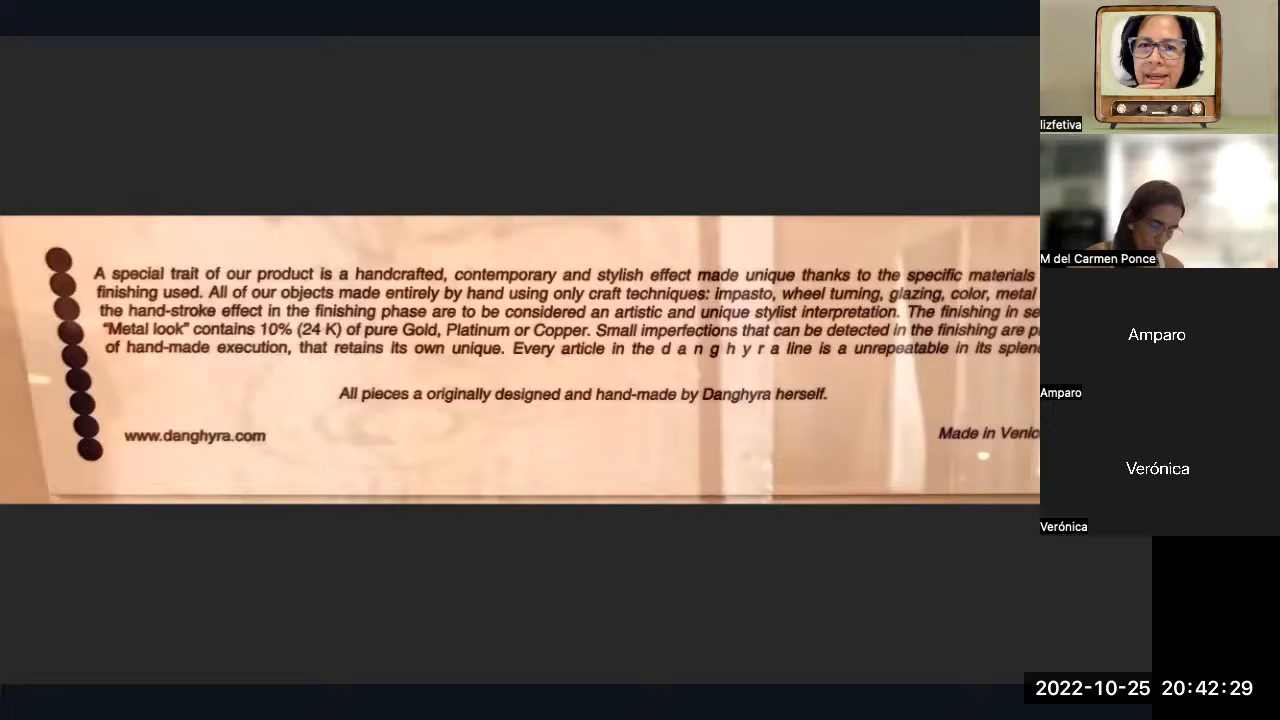 A special trait of our product is a handcrafted, contemporary and stylish effect made unique thanks to the specific materials
finishing used. All of our objects made entirely by hand using only craft techniques: impasto, wheel turning, glazing, color, metal
the hand-stroke effect in the finishing phase are to be considered an artistic and unique stylist interpretation. The finishing in
"Metal look" contains 10% (24 K) of pure Gold, Platinum or Copper. Small imperfections that can be detected in the finishing are
of hand-made execution, that retains its own unique. Every article in the d a n g h y r a line is a unrepeatable in its
All pieces a originally designed and hand-made by Danghyra herself.
www.danghyra.com
Made in
lizfetiva
M del Carmen Ponce
Amparo
Amparo
Verónica
Verónica
2022-10-25 20:42:29